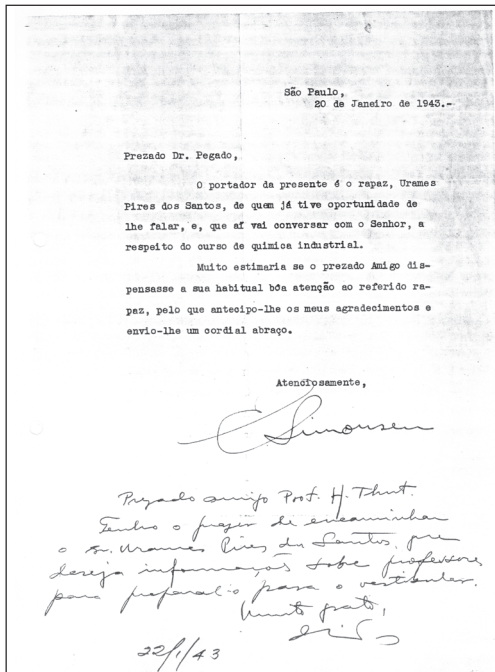 São Paulo,
20 de Janeiro de 1943.-
Prezado Dr. Pegado,
O portador da presente é o rapaz, Urames
Pires dos Santos, de quem já tive oportunidade de
lhe falar, e, que aí vai conversar com o Senhor, a
respeito do curso de quimica industrial.
Muito estimaria se o prezado Amigo dis-
pensasse a sua habitual bôa atenção ao referido ra-
paz, pelo que antecipo-lhe os meus agradecimentos e
envio-lhe um cordial abraço.
Atenciosamente,
Simonsen
Prezado amigo Prof. H. Thut.
Tenho o prazer de encaminhar
o sr. Urames Pires dos Santos, que
deseja informações sobre professores
para preparal-o para o vestibular.
Muito grato,
22/1/43